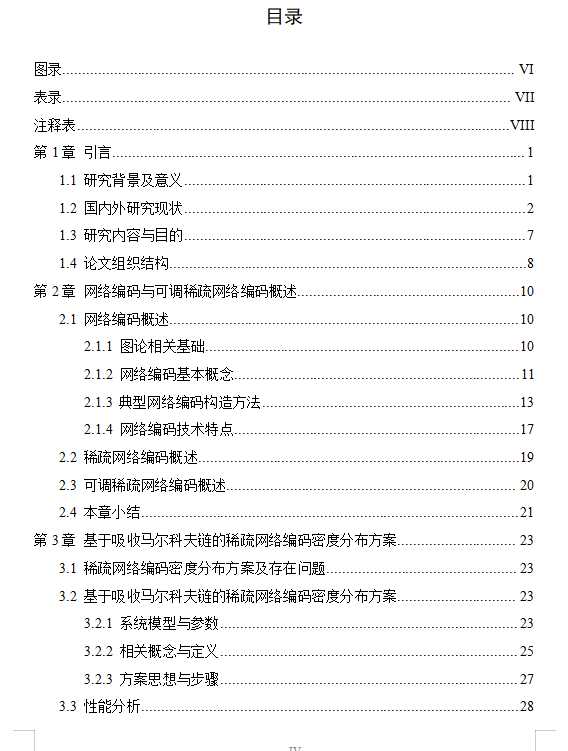 目录
图录 VI
表录 VII
注释表 VIII
第 1 章 引言 1
1.1 研究背景及意义 1
1.2 国内外研究现状 2
1.3 研究内容与目的 7
1.4 论文组织结构 8
第 2 章 网络编码与可调稀疏网络编码概述 10
2.1 网络编码概述 10
2.1.1 图论相关基础 10
2.1.2 网络编码基本概念 11
2.1.3 典型网络编码构造方法 13
2.1.4 网络编码技术特点 17
2.2 稀疏网络编码概述 19
2.3 可调稀疏网络编码概述 20
2.4 本章小结 21
第 3 章 基于吸收马尔科夫链的稀疏网络编码密度分布方案 23
3.1 稀疏网络编码密度分布方案及存在问题 23
3.2 基于吸收马尔科夫链的稀疏网络编码密度分布方案 23
3.2.1 系统模型与参数 23
3.2.2 相关概念与定义 25
3.2.3 方案思想与步骤 27
3.3 性能分析 28
IV